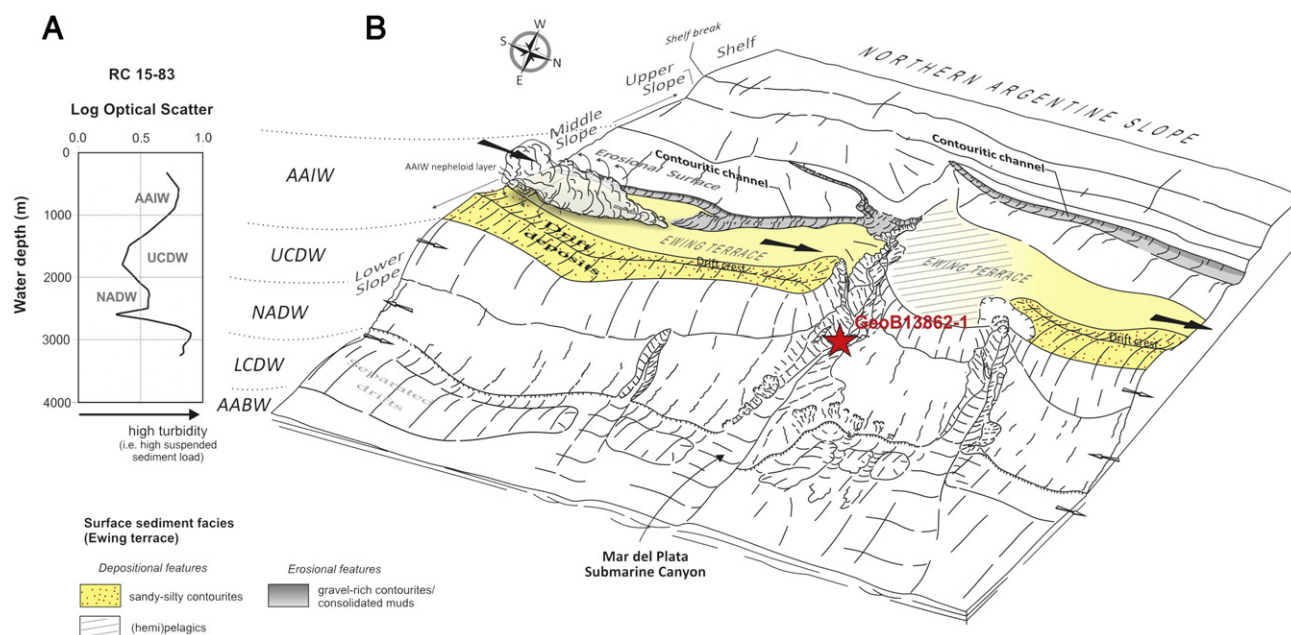 A
B
RC 15-83
Log Optical Scatter
0.0 0.5 1.0
0
1000
2000
3000
4000
Water depth (m)
AAIW
UCDW
NADW
high turbidity
(i.e. high suspended
sediment load)
W
S
N
E
AAIW
UCDW
NADW
LCDW
AABW
Shelf break
Shelf
Upper
Slope
Middle
Slope
Lower
Slope
NORTHERN ARGENTINE SLOPE
AAIW nepheloid layer
Erosional Surface
Contouritic channel
Contouritic channel
Drift
deposits
EWING TERRACE
Drift crest
EWING TERRACE
Drift crest
GeoB13862-1
Separated
drifts
Mar del Plata
Submarine Canyon
Surface sediment facies
(Ewing terrace)
Depositional features
sandy-silty contourites
(hemi)pelagics
Erosional features
gravel-rich contourites/
consolidated muds